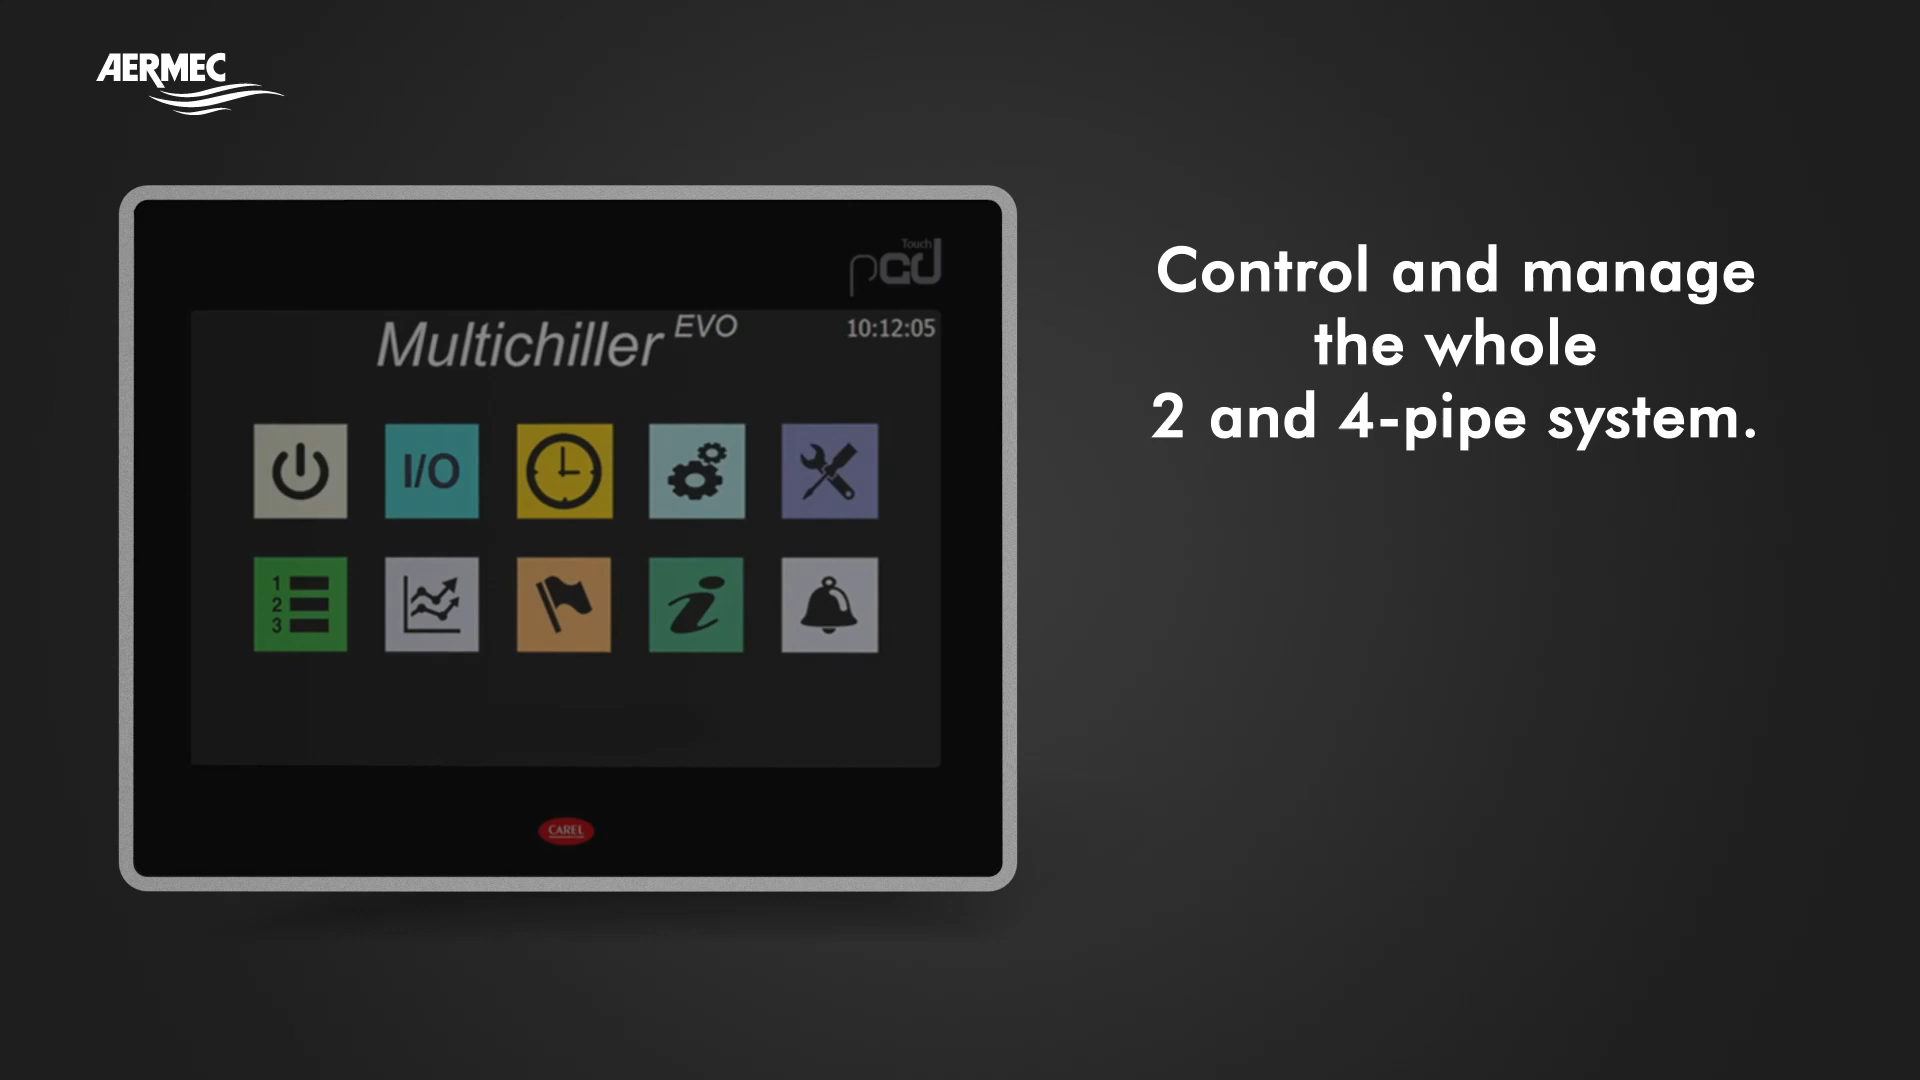 AERMEC
Touch
pGD
Multichiller EVO
10:12:05
I/O
1
2
3
CAREL
Control and manage
the whole
2 and 4-pipe system.